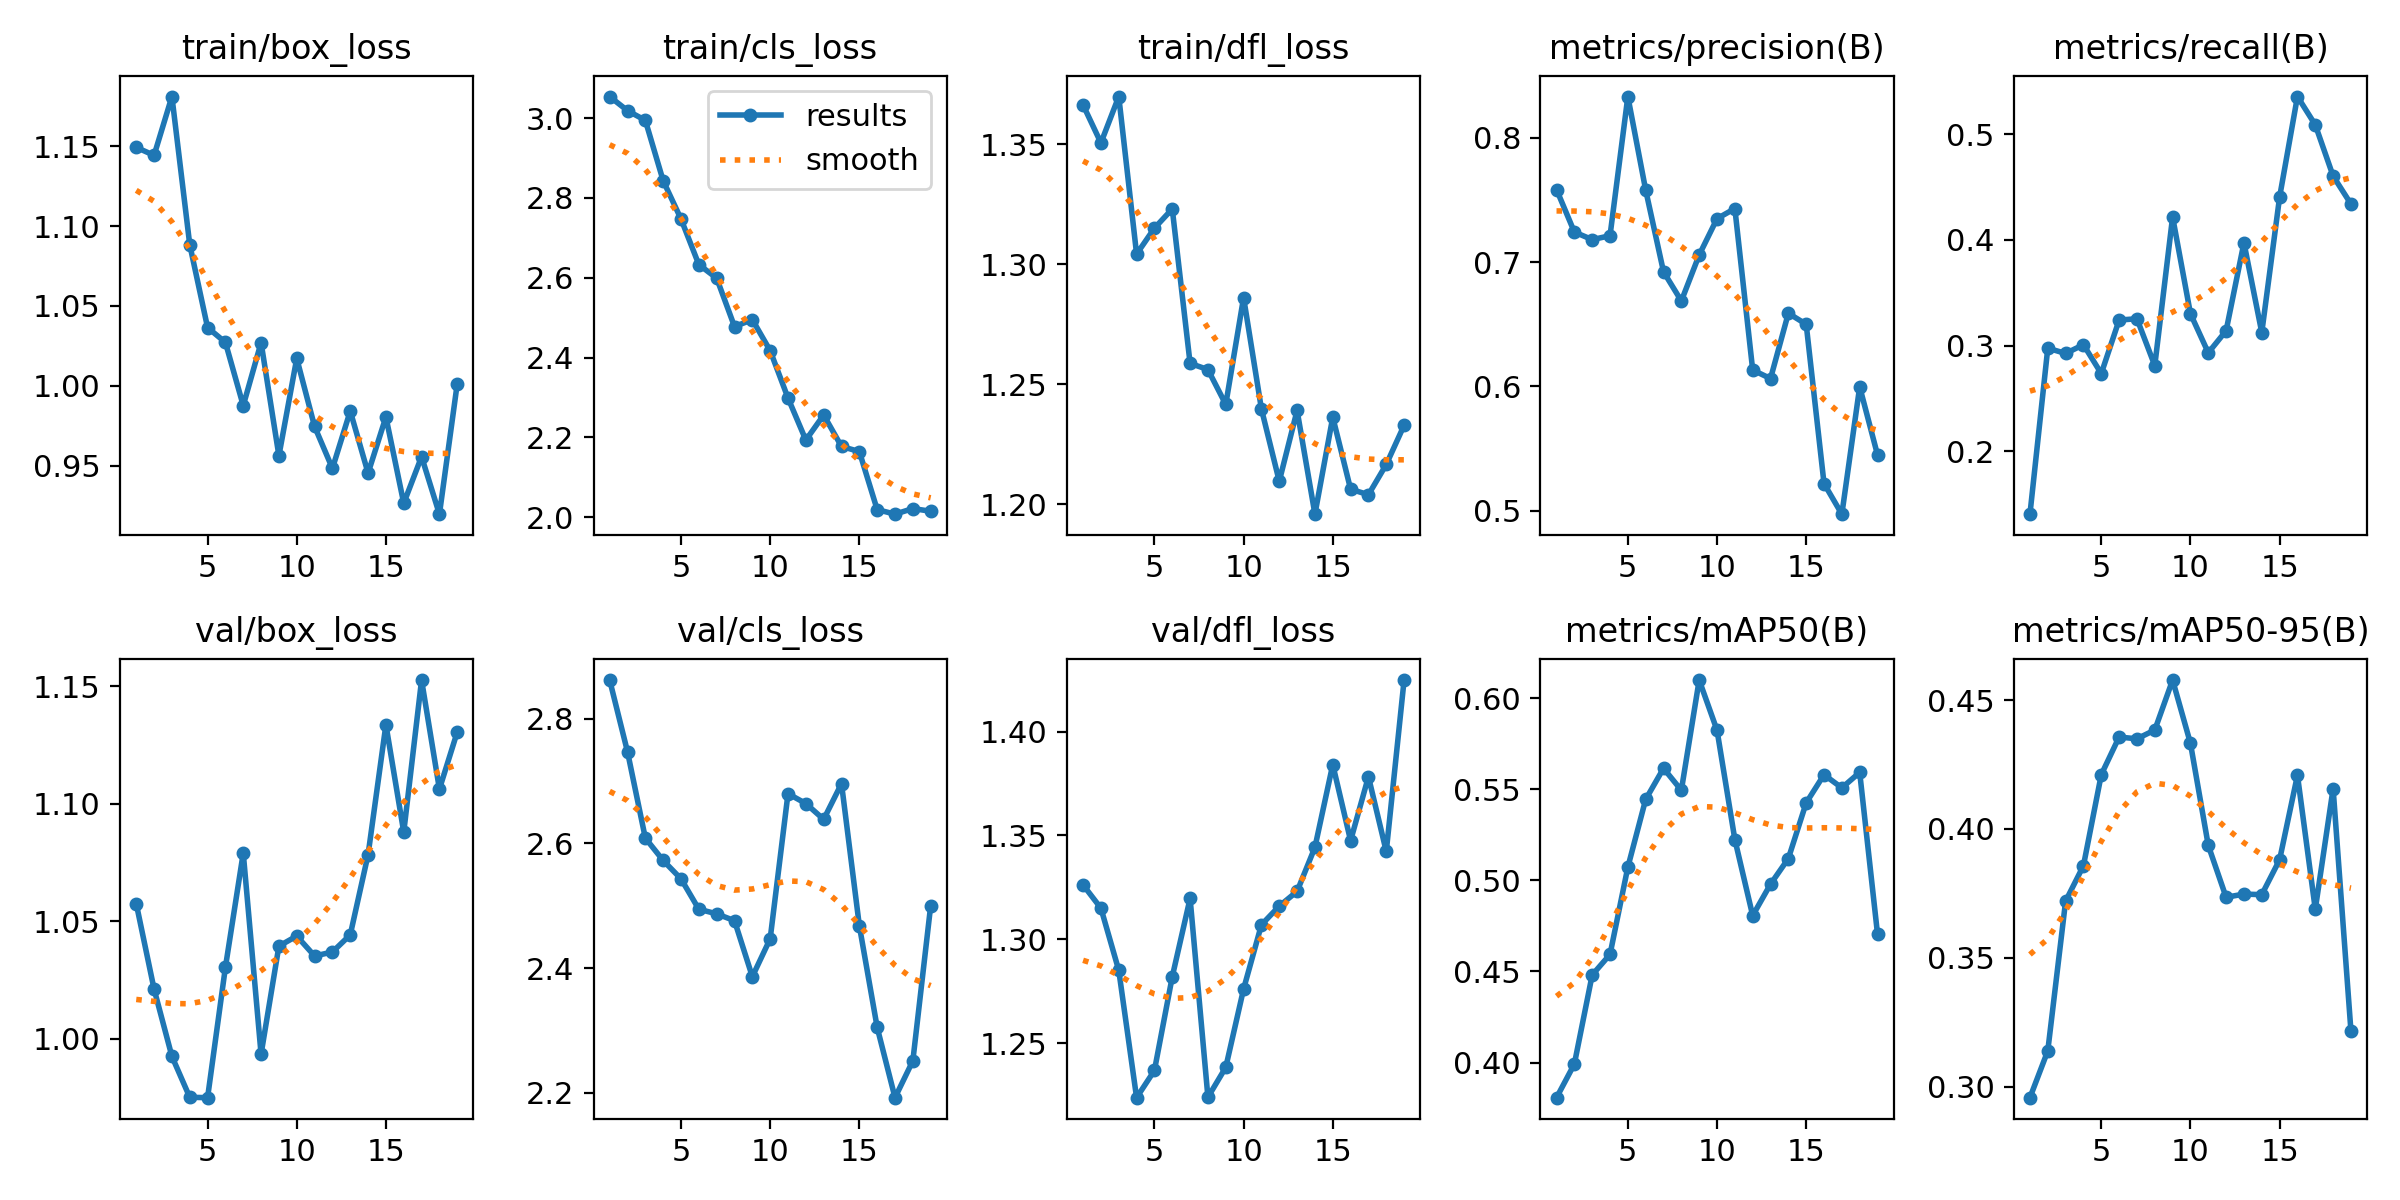 train/box_loss
train/cls_loss
train/dfl_loss
metrics/precision(B)
metrics/recall(B)
1.15
1.10
1.05
1.00
0.95
5 10 15
results
smooth
3.0
2.8
2.6
2.4
2.2
2.0
5 10 15
1.35
1.30
1.25
1.20
5 10 15
0.8
0.7
0.6
0.5
5 10 15
0.5
0.4
0.3
0.2
5 10 15
val/box_loss
val/cls_loss
val/dfl_loss
metrics/mAP50(B)
metrics/mAP50-95(B)
1.15
1.10
1.05
1.00
5 10 15
2.8
2.6
2.4
2.2
5 10 15
1.40
1.35
1.30
1.25
5 10 15
0.60
0.55
0.50
0.45
0.40
5 10 15
0.45
0.40
0.35
0.30
5 10 15